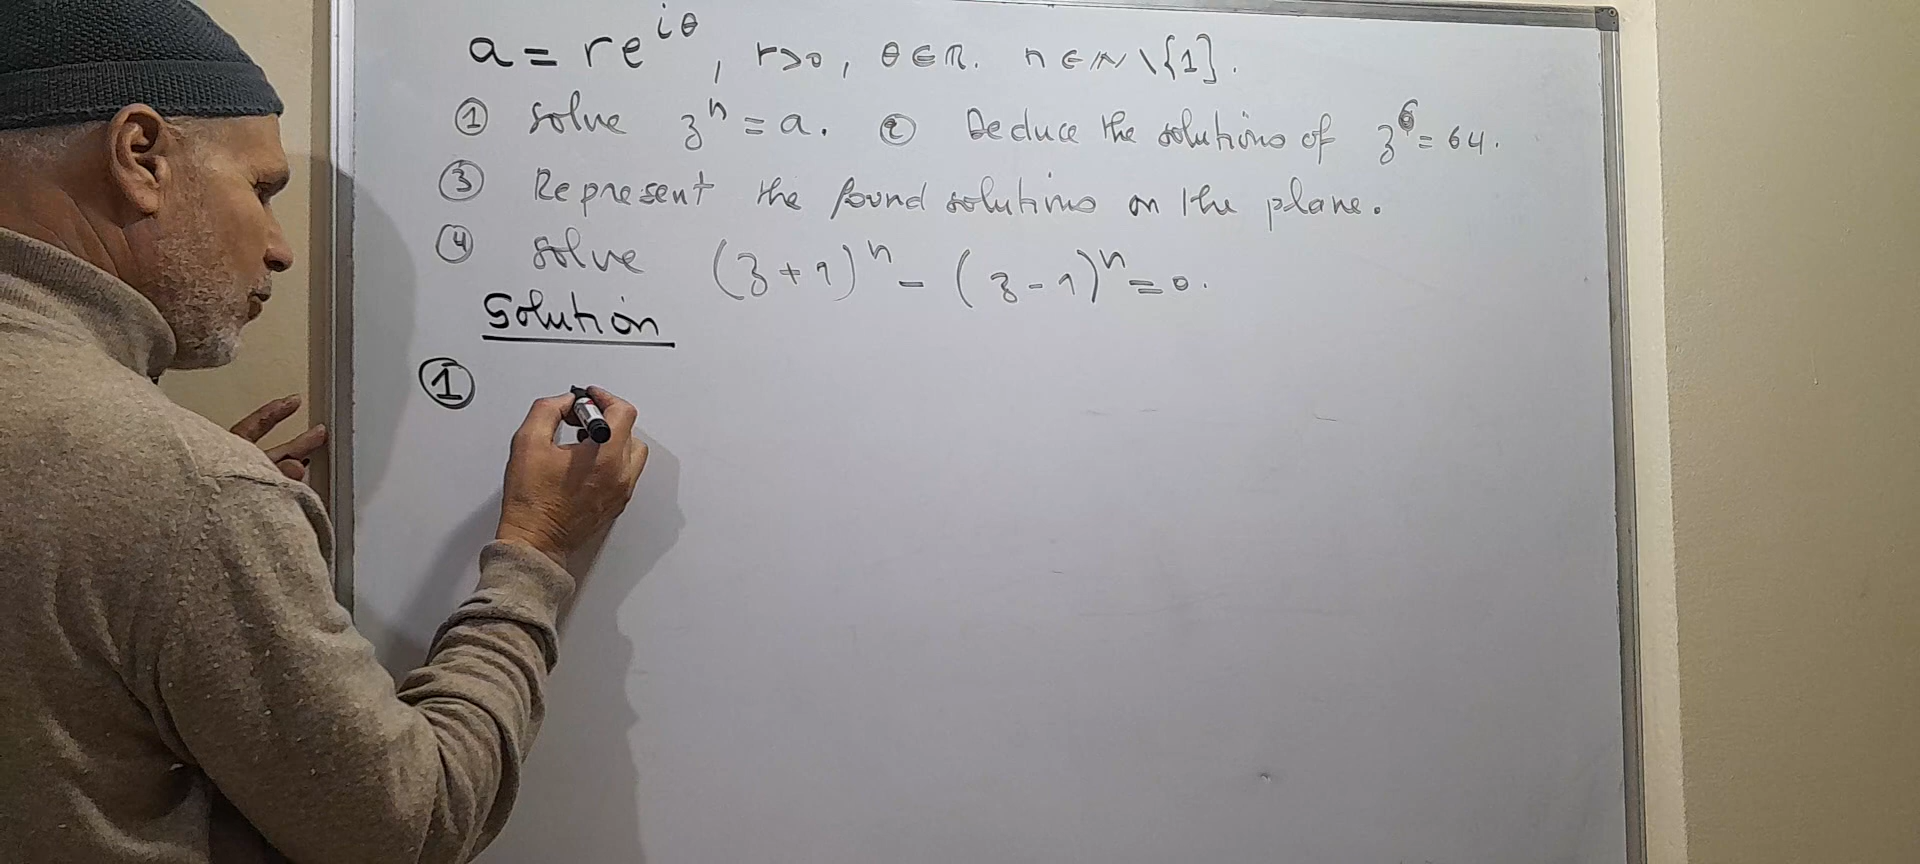 a = re^{iθ}, r>0, θ∈ℝ. n∈ℕ\{1}.
① solve z^n = a. ② Deduce the solutions of z^6 = 64.
③ Represent the found solutions on the plane.
④ solve (z+1)^n - (z-1)^n = 0.
Solution
①